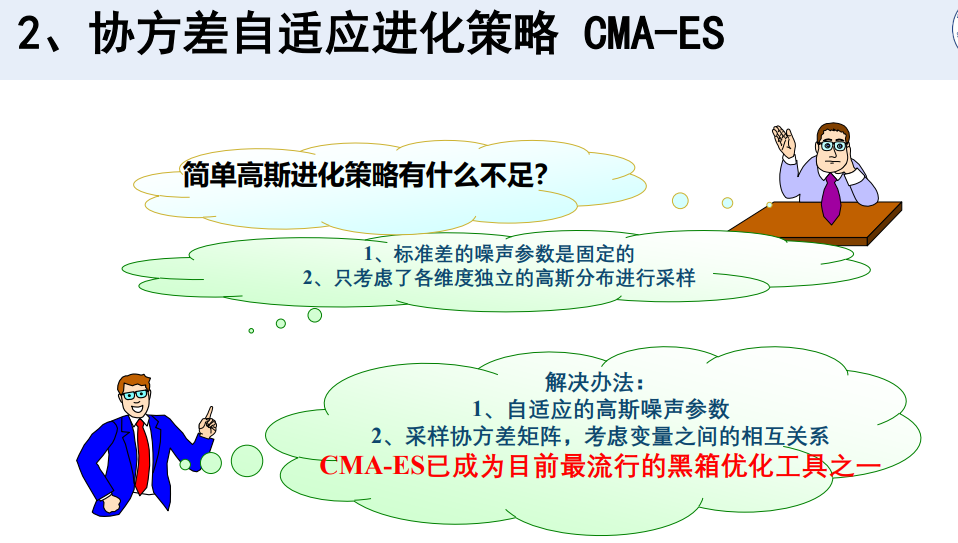 2、协方差自适应进化策略 CMA-ES
简单高斯进化策略有什么不足?
1、标准差的噪声参数是固定的
2、只考虑了各维度独立的高斯分布进行采样
解决办法：
1、自适应的高斯噪声参数
2、采样协方差矩阵，考虑变量之间的相互关系
CMA-ES已成为目前最流行的黑箱优化工具之一